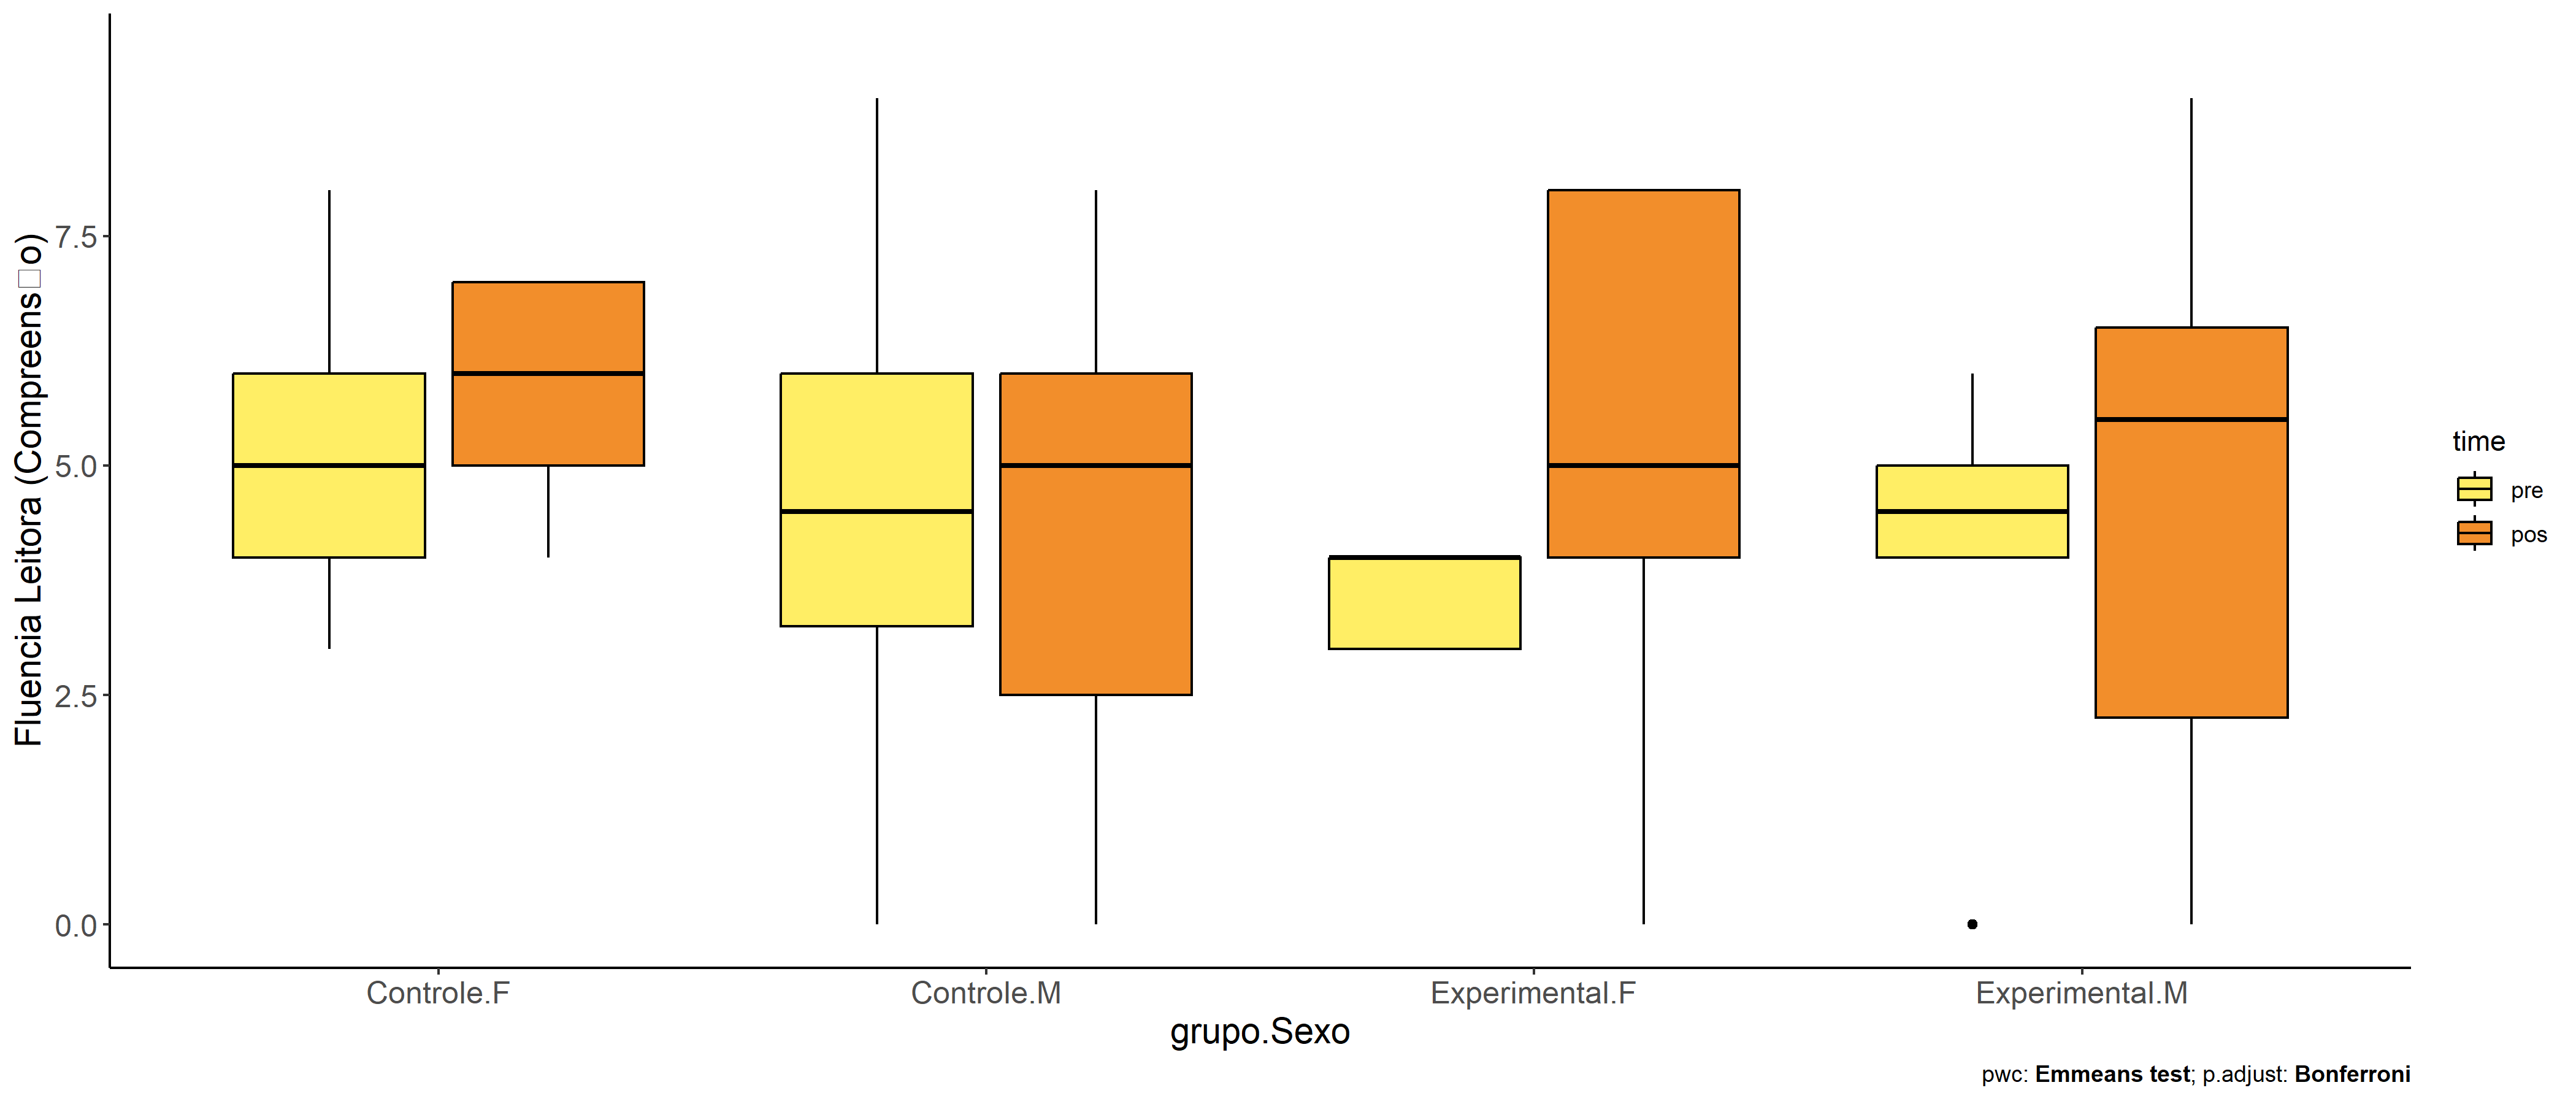 Fluencia Leitora (Compreens□o)
7.5
5.0
2.5
0.0
Controle.F
Controle.M
Experimental.F
Experimental.M
grupo.Sexo
time
pre
pos
pwc: Emmeans test; p.adjust: Bonferroni